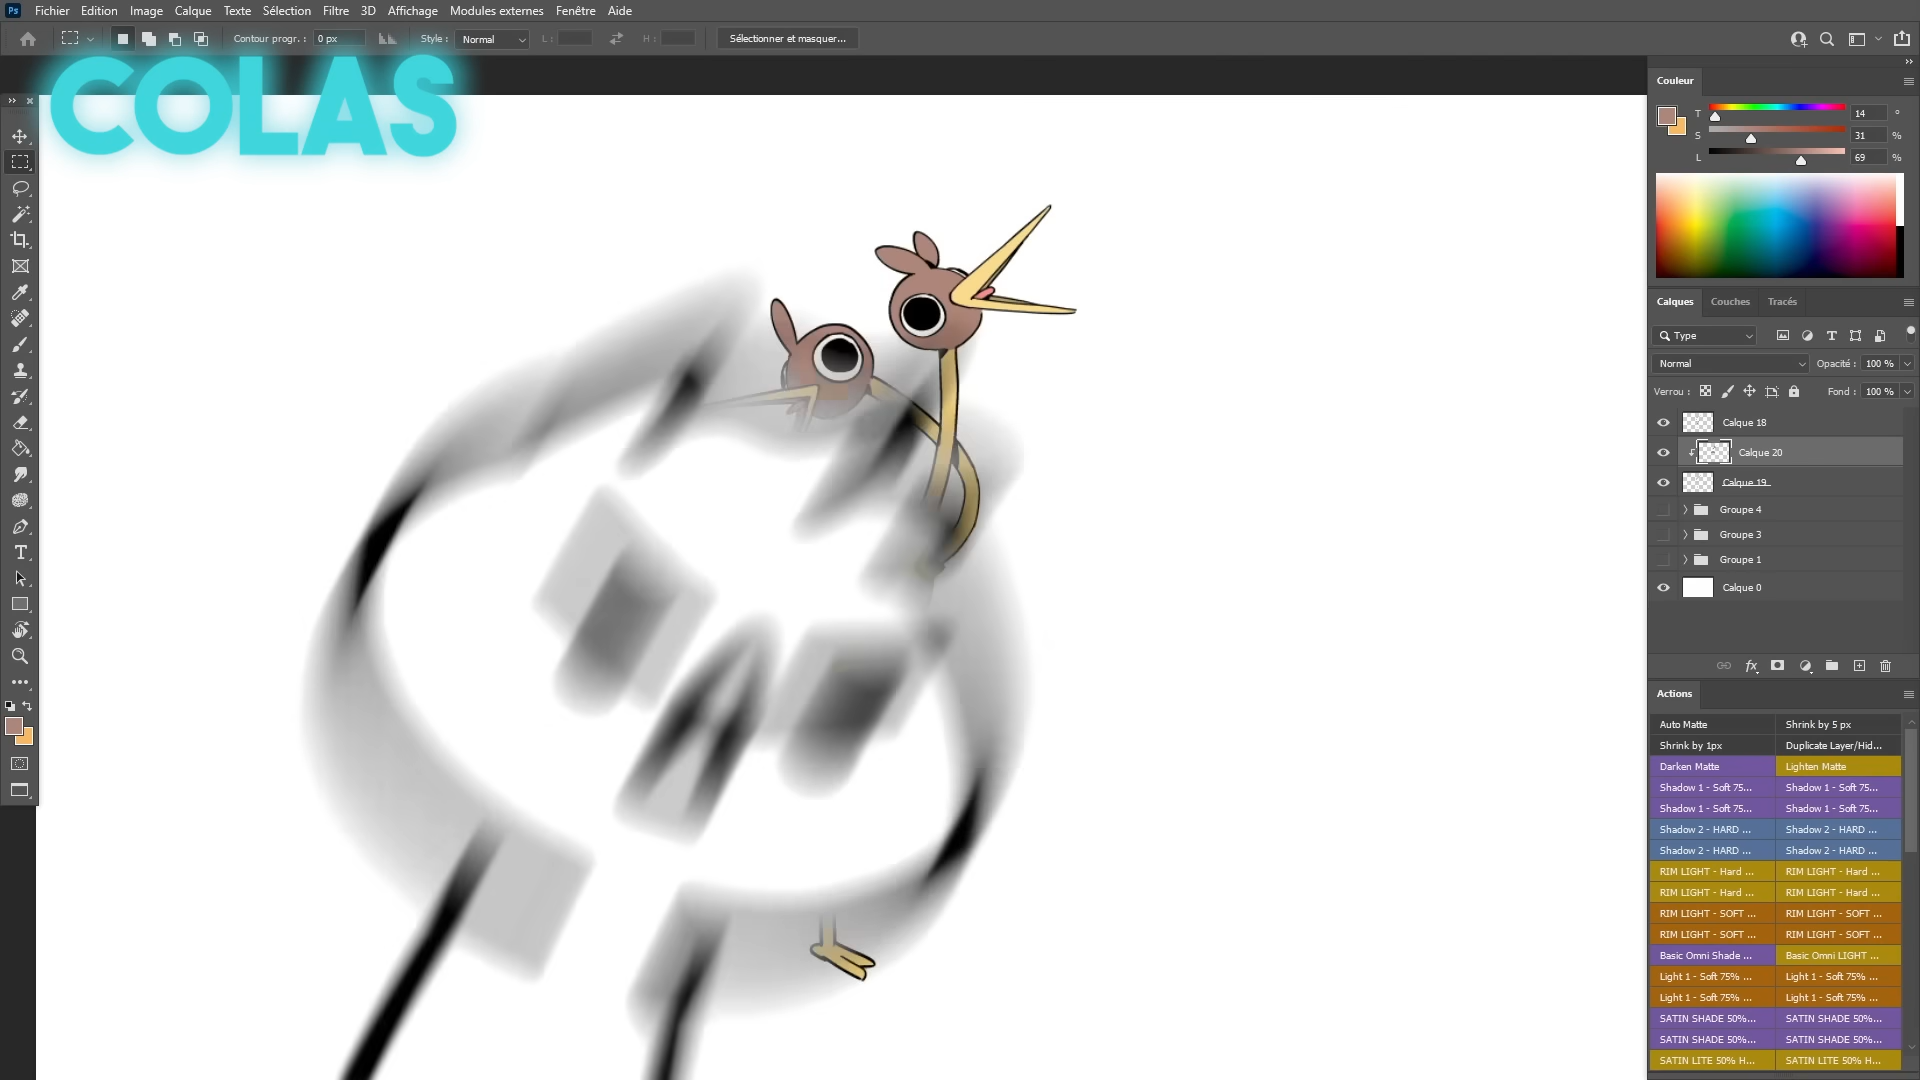 Ps Fichier Edition Image Calque Texte Sélection Filtre 3D Affichage Modules externes Fenêtre Aide
Contour progr. : 0 px Style : Normal L : H : Sélectionner et masquer...
COLAS
Couleur
T 14 °
S 31 %
L 69 %
Calques Couches Tracés
Type
Normal Opacité : 100 %
Verrou : Fond : 100 %
Calque 18
Calque 20
Calque 19
Groupe 4
Groupe 3
Groupe 1
Calque 0
fx
Actions
Auto Matte Shrink by 5 px
Shrink by 1px Duplicate Layer/Hid...
Darken Matte Lighten Matte
Shadow 1 - Soft 75... Shadow 1 - Soft 75...
Shadow 1 - Soft 75... Shadow 1 - Soft 75...
Shadow 2 - HARD ... Shadow 2 - HARD ...
Shadow 2 - HARD ... Shadow 2 - HARD ...
RIM LIGHT - Hard ... RIM LIGHT - Hard ...
RIM LIGHT - Hard ... RIM LIGHT - Hard ...
RIM LIGHT - SOFT ... RIM LIGHT - SOFT ...
RIM LIGHT - SOFT ... RIM LIGHT - SOFT ...
Basic Omni Shade ... Basic Omni LIGHT ...
Light 1 - Soft 75% ... Light 1 - Soft 75% ...
Light 1 - Soft 75% ... Light 1 - Soft 75% ...
SATIN SHADE 50%... SATIN SHADE 50%...
SATIN SHADE 50%... SATIN SHADE 50%...
SATIN LITE 50% H... SATIN LITE 50% H...